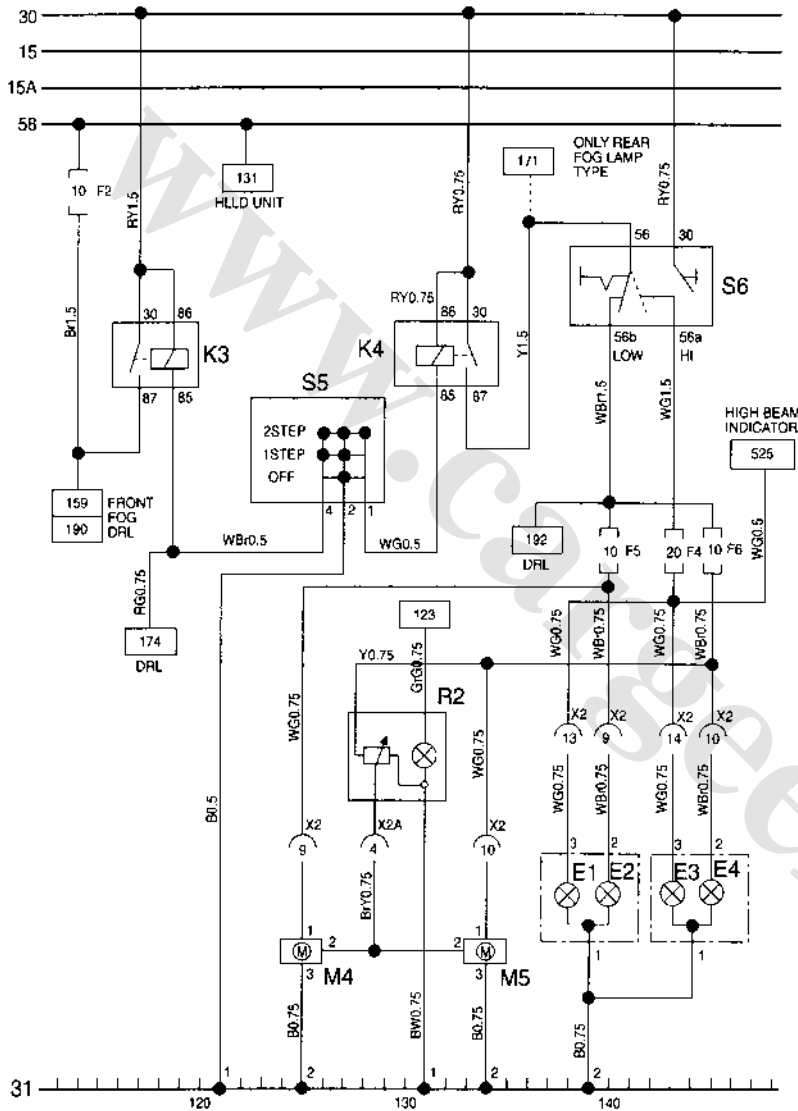 30
15
15A
58
www.cargee
10 F2
131
HLLD UNIT
171
ONLY REAR
FOG LAMP
TYPE
RY1.5
RY0.75
RY0.75
Br1.5
30 86
K3
87 85
RY0.75
86 30
K4
85 87
Y1.5
56 30
S6
56b 56a
LOW HI
WG1.5
S5
2STEP
1STEP
OFF
4 2 1
HIGH BEAM
INDICATOR
525
159
190
FRONT
FOG
DRL
WBr0.5
WG0.5
192
DRL
10 F5
20 F4
10 F6
WG0.5
RG0.75
174
DRL
123
Y0.75
GrG0.75
R2
WG0.75
WG0.75
WG0.75
WBr0.75
WG0.75
WBr0.75
X2 13
X2 9
X2 14
X2 10
B0.5
X2 9
X2A 4
X2 10
WG0.75
WBr0.75
WG0.75
WBr0.75
BrY0.75
3 2
E1 E2
1
3 2
E3 E4
1
1
M 2
3
M4
1
2 M
3
M5
B0.75
BW0.75
B0.75
B0.75
31
1 2 1 2 2
120 130 140